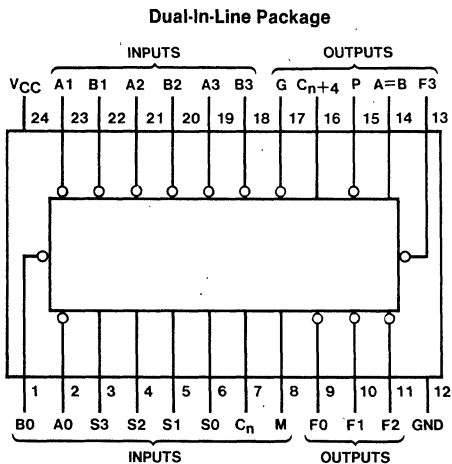 Dual-In-Line Package
INPUTS OUTPUTS
VCC A1 B1 A2 B2 A3 B3 G Cn+4 P A=B F3
24 23 22 21 20 19 18 17 16 15 14 13
1 2 3 4 5 6 7 8 9 10 11 12
B0 A0 S3 S2 S1 S0 Cn M F0 F1 F2 GND
INPUTS OUTPUTS